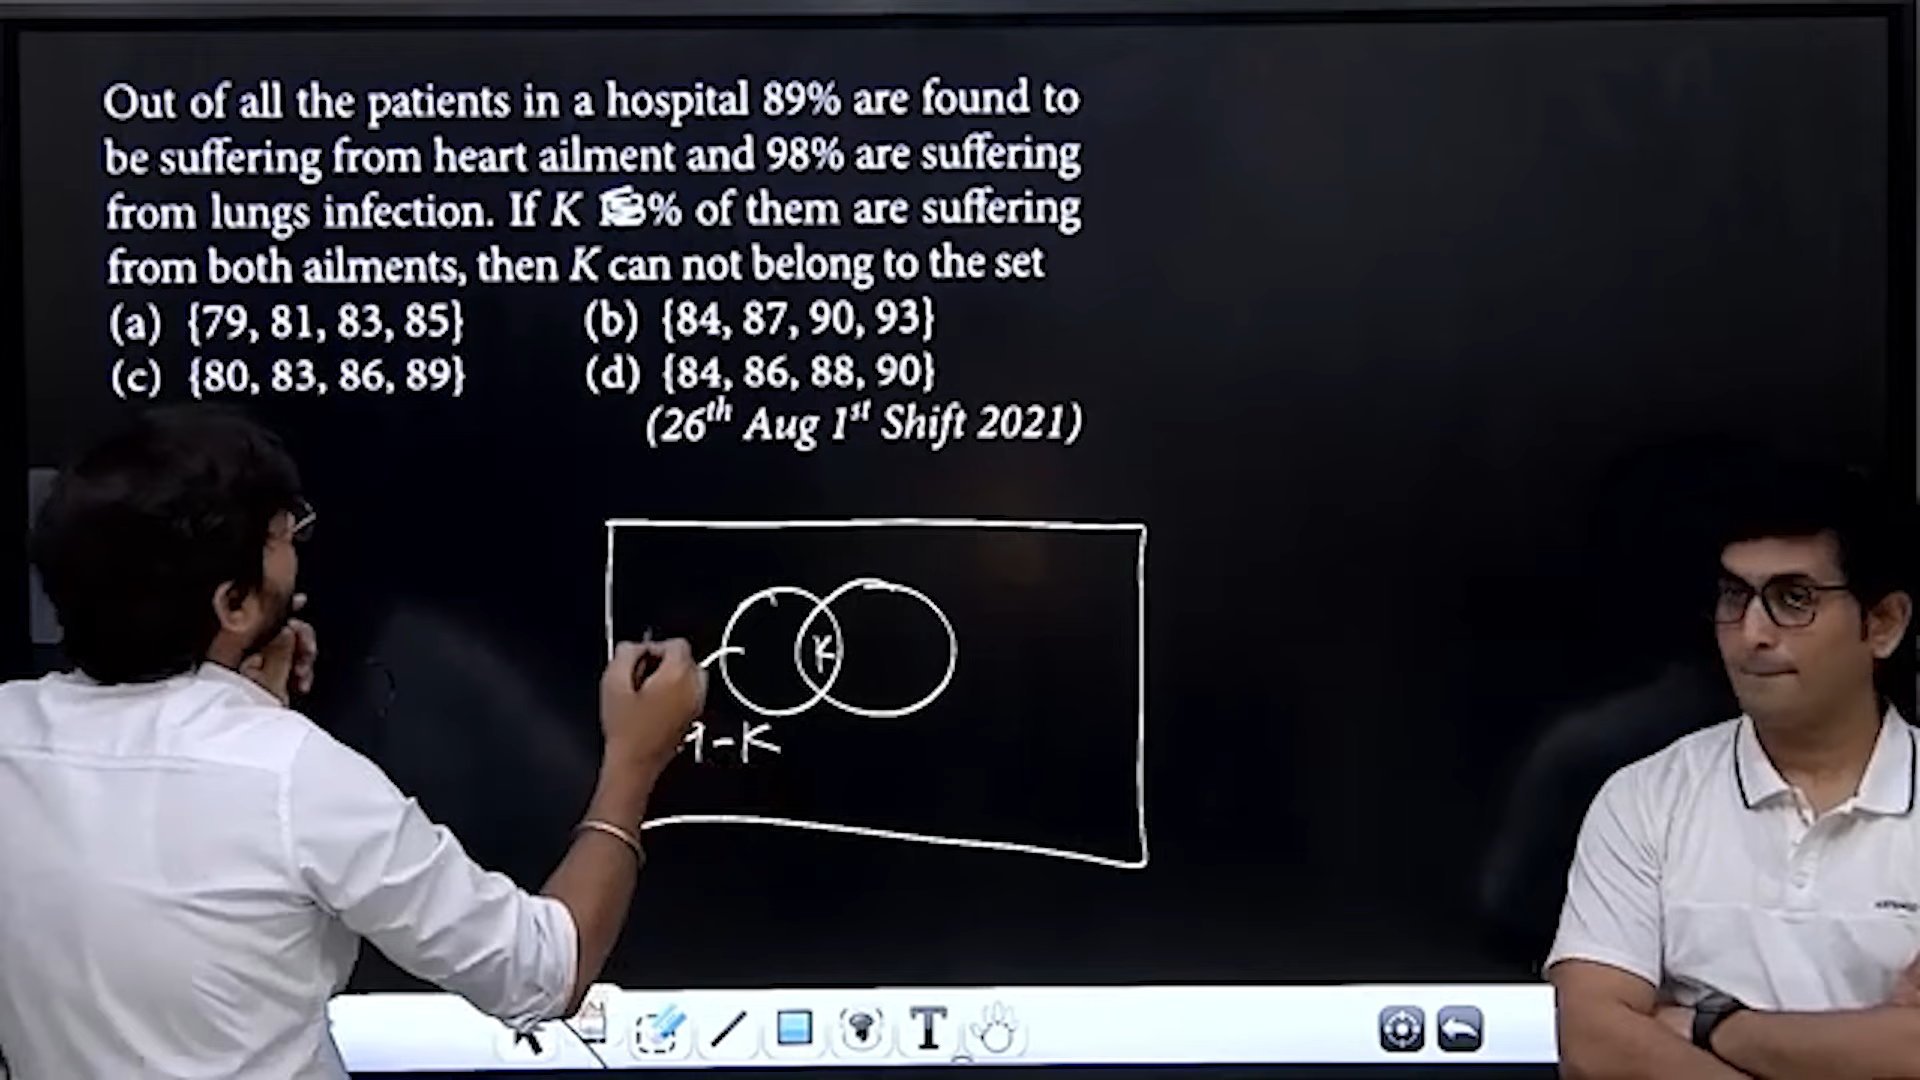 Out of all the patients in a hospital 89% are found to
be suffering from heart ailment and 98% are suffering
from lungs infection. If K % of them are suffering
from both ailments, then K can not belong to the set
(a) {79, 81, 83, 85} (b) {84, 87, 90, 93}
(c) {80, 83, 86, 89} (d) {84, 86, 88, 90}
(26th Aug 1st Shift 2021)
K
-K
T